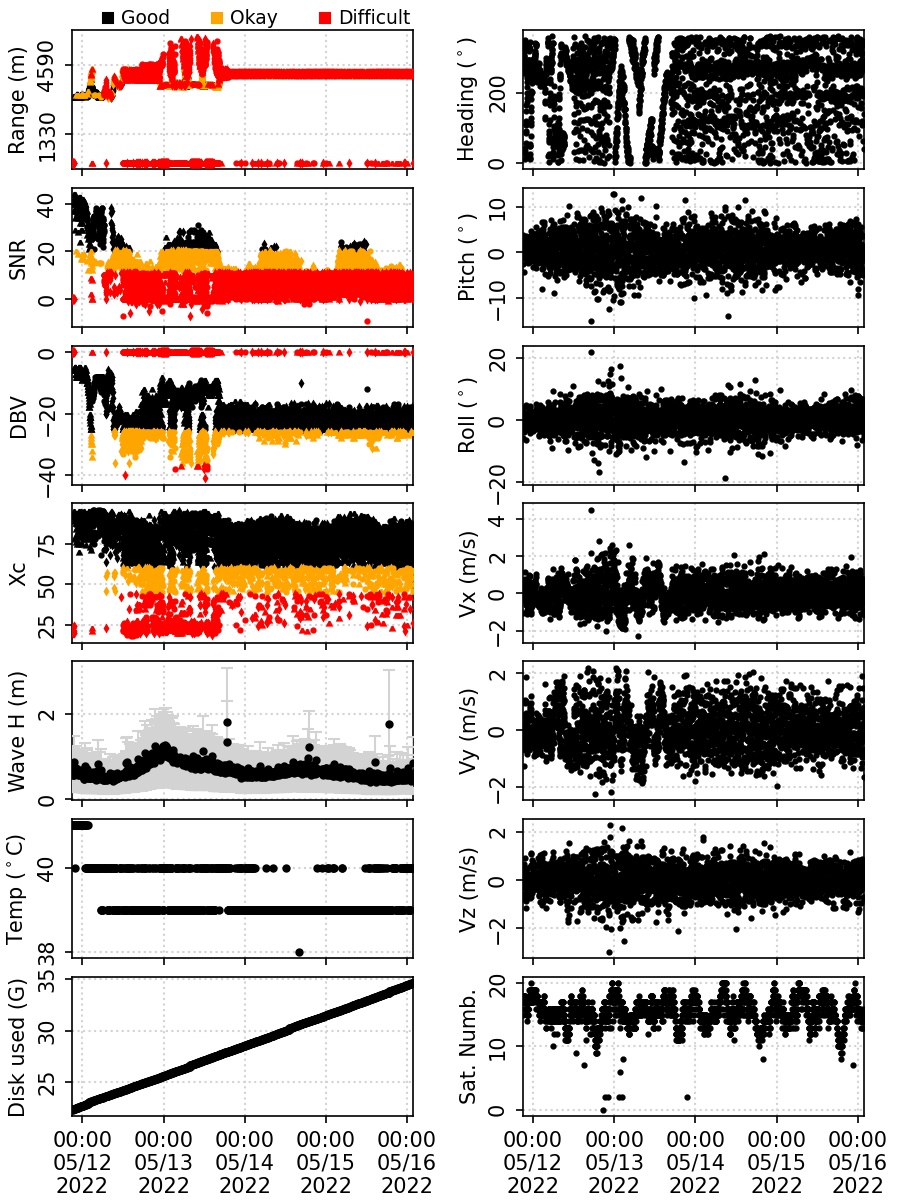 Good Okay Difficult
Range (m)
4590
1330
Heading (°)
200
0
SNR
40
20
0
Pitch (°)
10
0
−10
DBV
0
−20
−40
Roll (°)
20
0
−20
Xc
75
50
25
Vx (m/s)
4
2
0
−2
Wave H (m)
2
0
Vy (m/s)
2
0
−2
Temp (°C)
40
38
Vz (m/s)
2
0
−2
Disk used (G)
35
30
25
Sat. Numb.
20
10
0
00:00 00:00 00:00 00:00 00:00
05/12 05/13 05/14 05/15 05/16
2022 2022 2022 2022 2022
00:00 00:00 00:00 00:00 00:00
05/12 05/13 05/14 05/15 05/16
2022 2022 2022 2022 2022